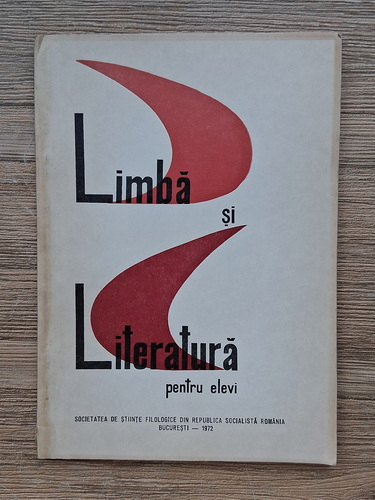 Limbă
și
Literatură
pentru elevi
SOCIETATEA DE ȘTIINȚE FILOLOGICE DIN REPUBLICA SOCIALISTĂ ROMÂNIA
BUCUREȘTI — 1972